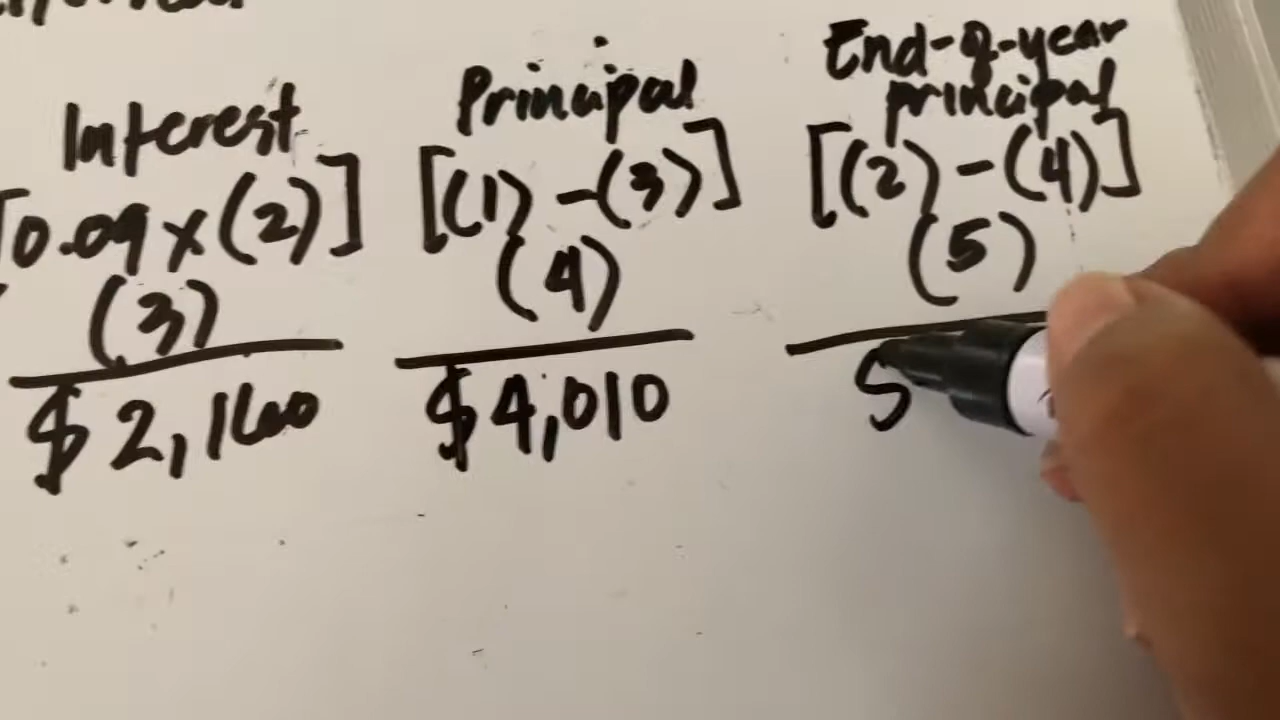 Interest
[0.09 x (2)]
(3)
$ 2,160
Principal
[(1) - (3)]
(4)
$ 4,010
End-of-year
principal
[(2) - (4)]
(5)